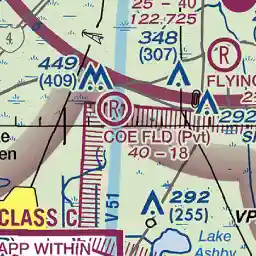 25 - 40
122.725
348
(307)
R
FLYING
449
(409)
R
292
COE FLD (Pvt)
40 - 18
CLASS C
V 51
292
(255)
VP
APP WITHIN
Lake
Ashby